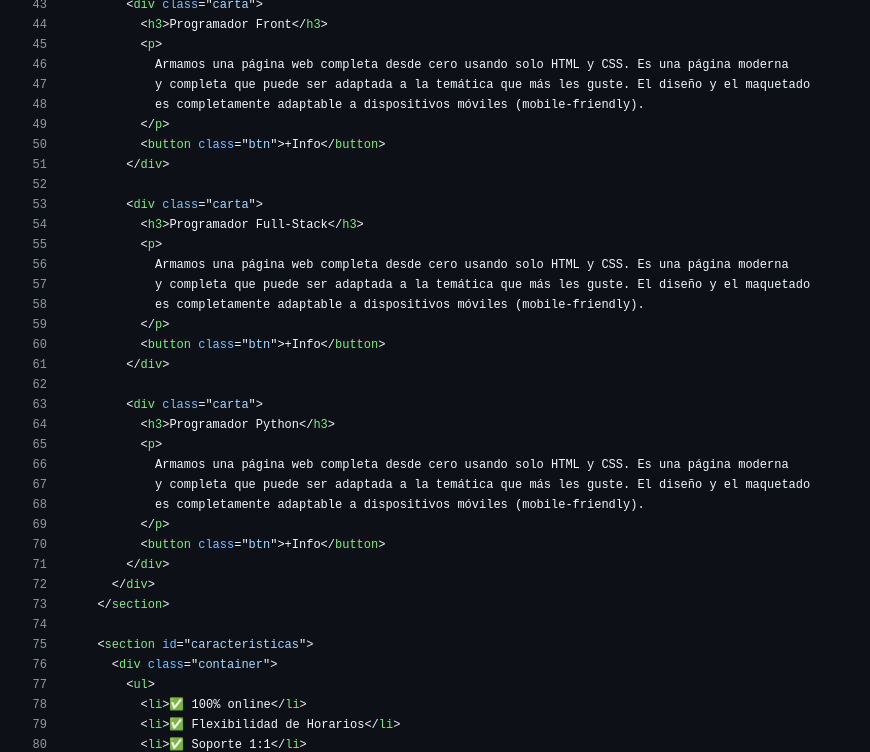 43          <div class="carta">
44            <h3>Programador Front</h3>
45            <p>
46              Armamos una página web completa desde cero usando solo HTML y CSS. Es una página moderna
47              y completa que puede ser adaptada a la temática que más les guste. El diseño y el maquetado
48              es completamente adaptable a dispositivos móviles (mobile-friendly).
49            </p>
50            <button class="btn">+Info</button>
51          </div>
52
53          <div class="carta">
54            <h3>Programador Full-Stack</h3>
55            <p>
56              Armamos una página web completa desde cero usando solo HTML y CSS. Es una página moderna
57              y completa que puede ser adaptada a la temática que más les guste. El diseño y el maquetado
58              es completamente adaptable a dispositivos móviles (mobile-friendly).
59            </p>
60            <button class="btn">+Info</button>
61          </div>
62
63          <div class="carta">
64            <h3>Programador Python</h3>
65            <p>
66              Armamos una página web completa desde cero usando solo HTML y CSS. Es una página moderna
67              y completa que puede ser adaptada a la temática que más les guste. El diseño y el maquetado
68              es completamente adaptable a dispositivos móviles (mobile-friendly).
69            </p>
70            <button class="btn">+Info</button>
71          </div>
72        </div>
73      </section>
74
75      <section id="caracteristicas">
76        <div class="container">
77          <ul>
78            <li>✅ 100% online</li>
79            <li>✅ Flexibilidad de Horarios</li>
80            <li>✅ Soporte 1:1</li>